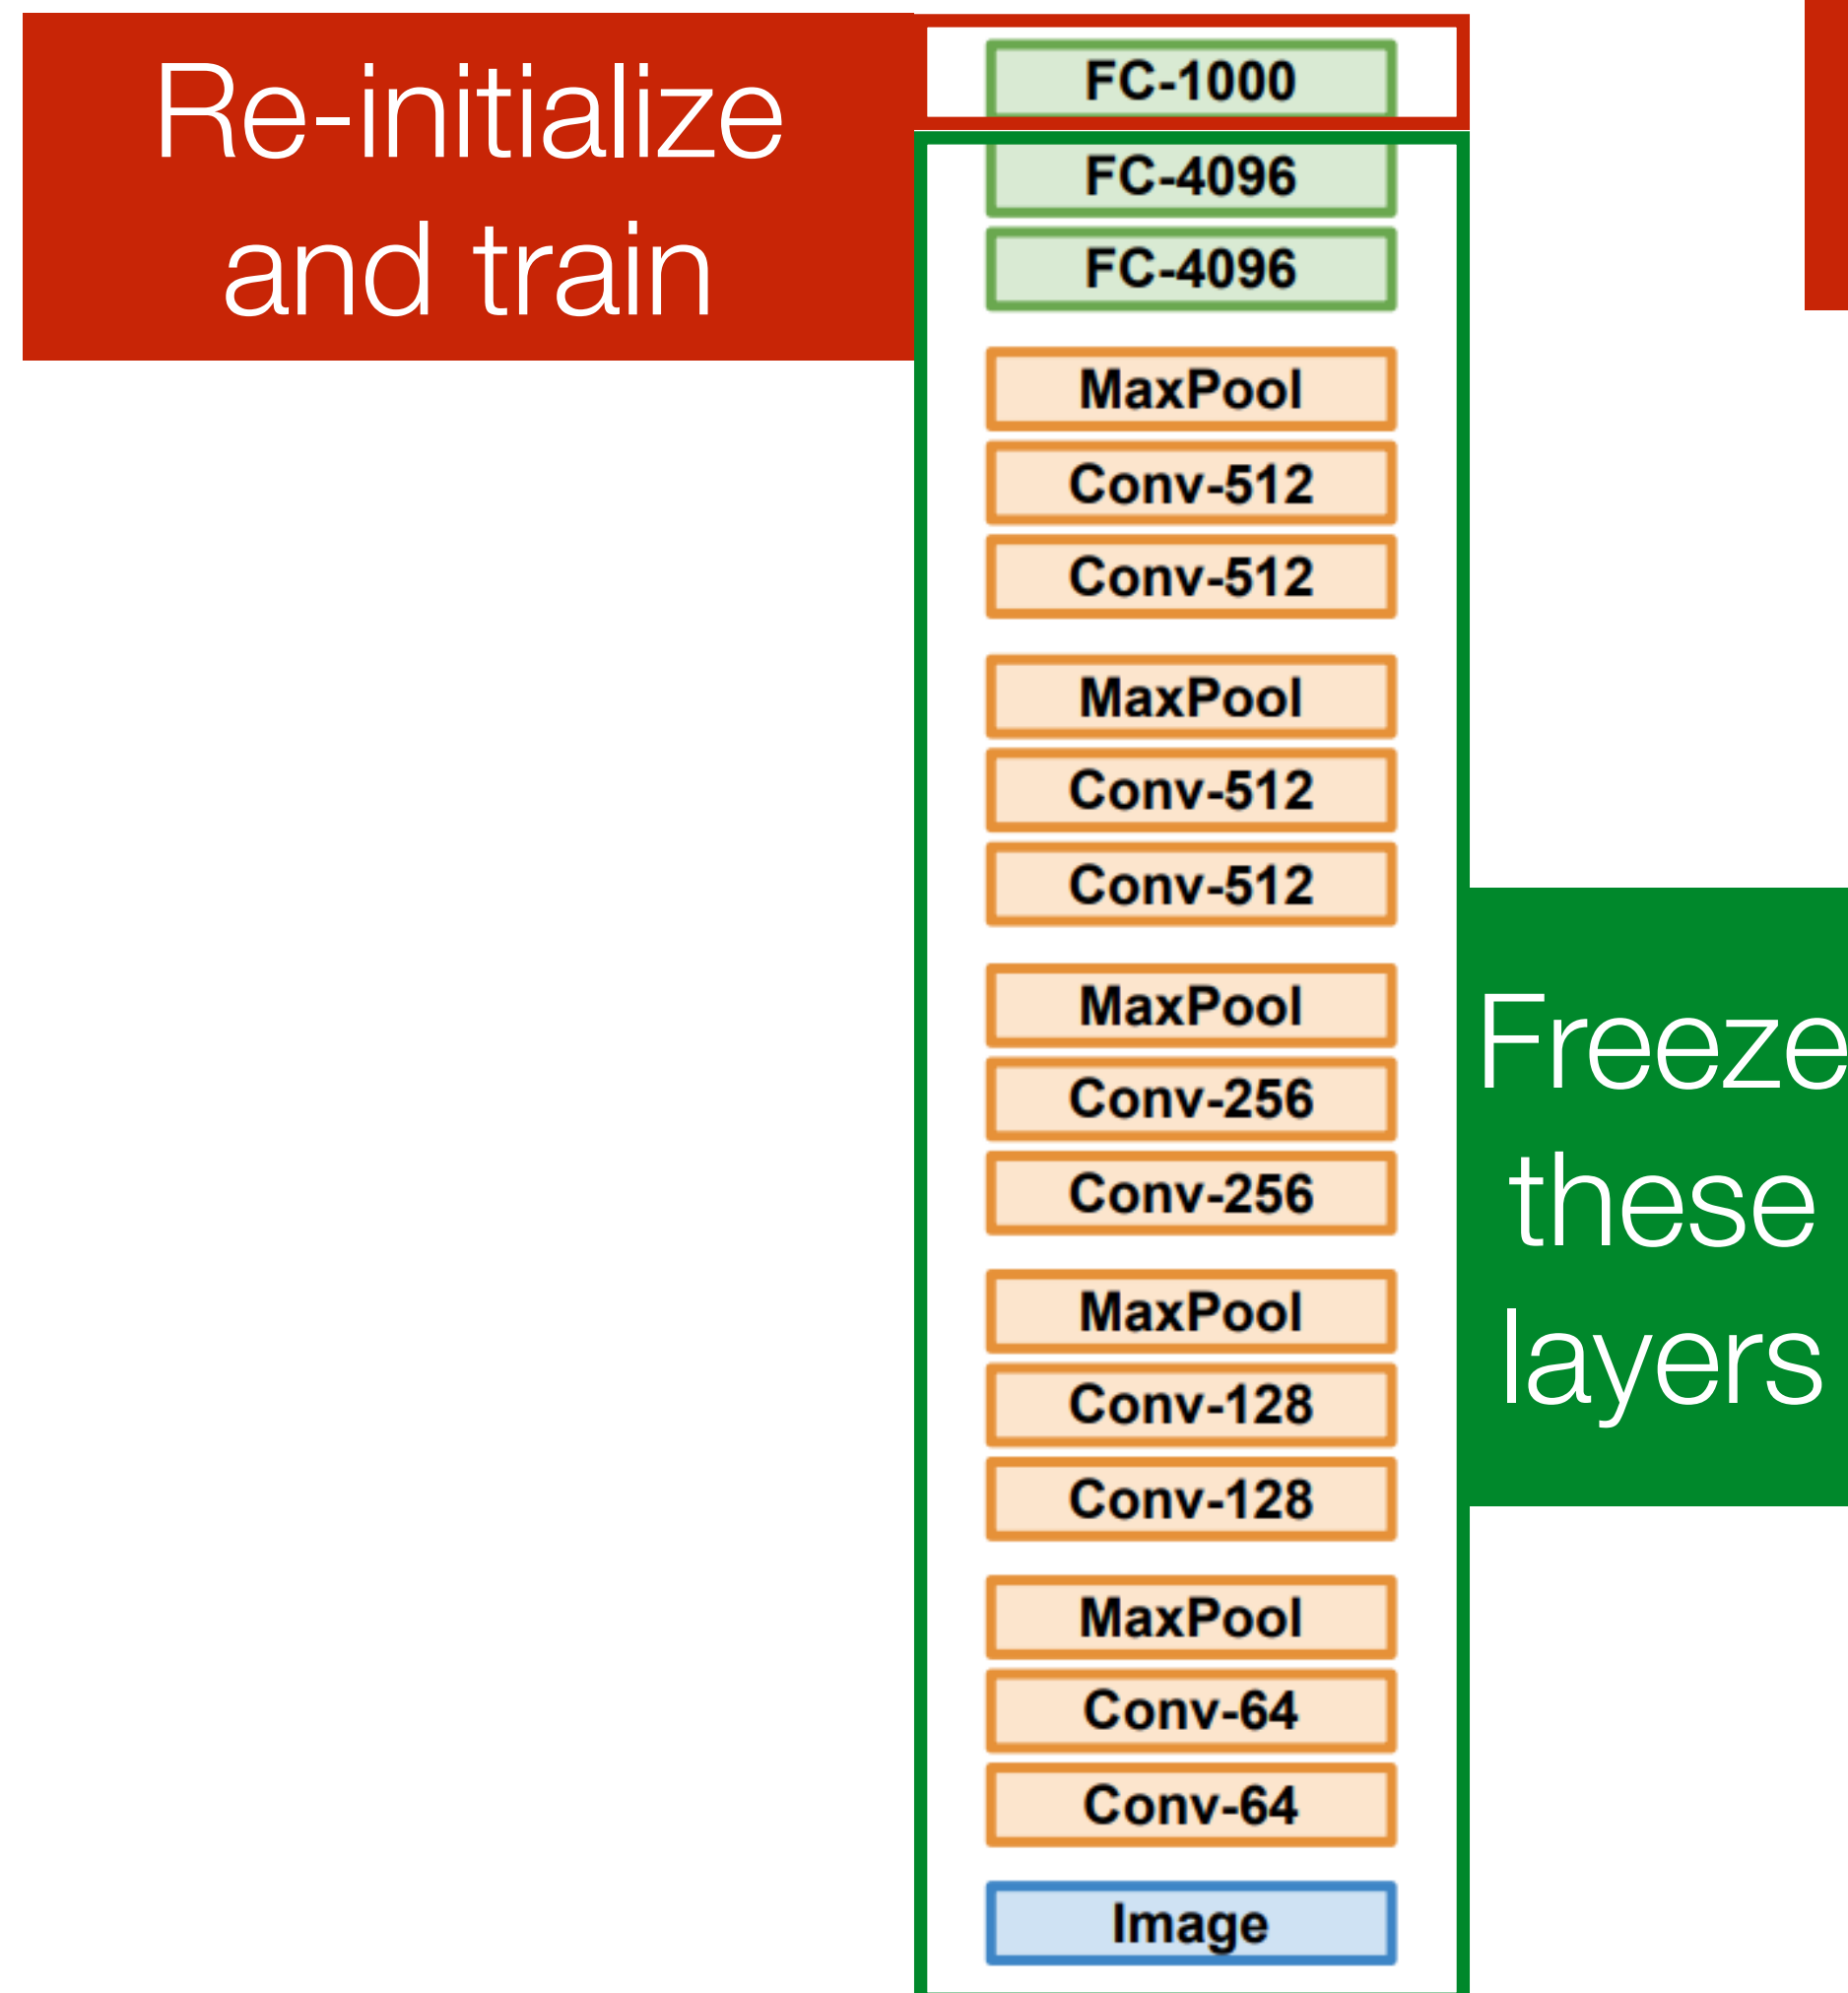 Re-initialize
and train
FC-1000
FC-4096
FC-4096
MaxPool
Conv-512
Conv-512
MaxPool
Conv-512
Conv-512
MaxPool
Conv-256
Conv-256
MaxPool
Conv-128
Conv-128
MaxPool
Conv-64
Conv-64
Image
Freeze
these
layers